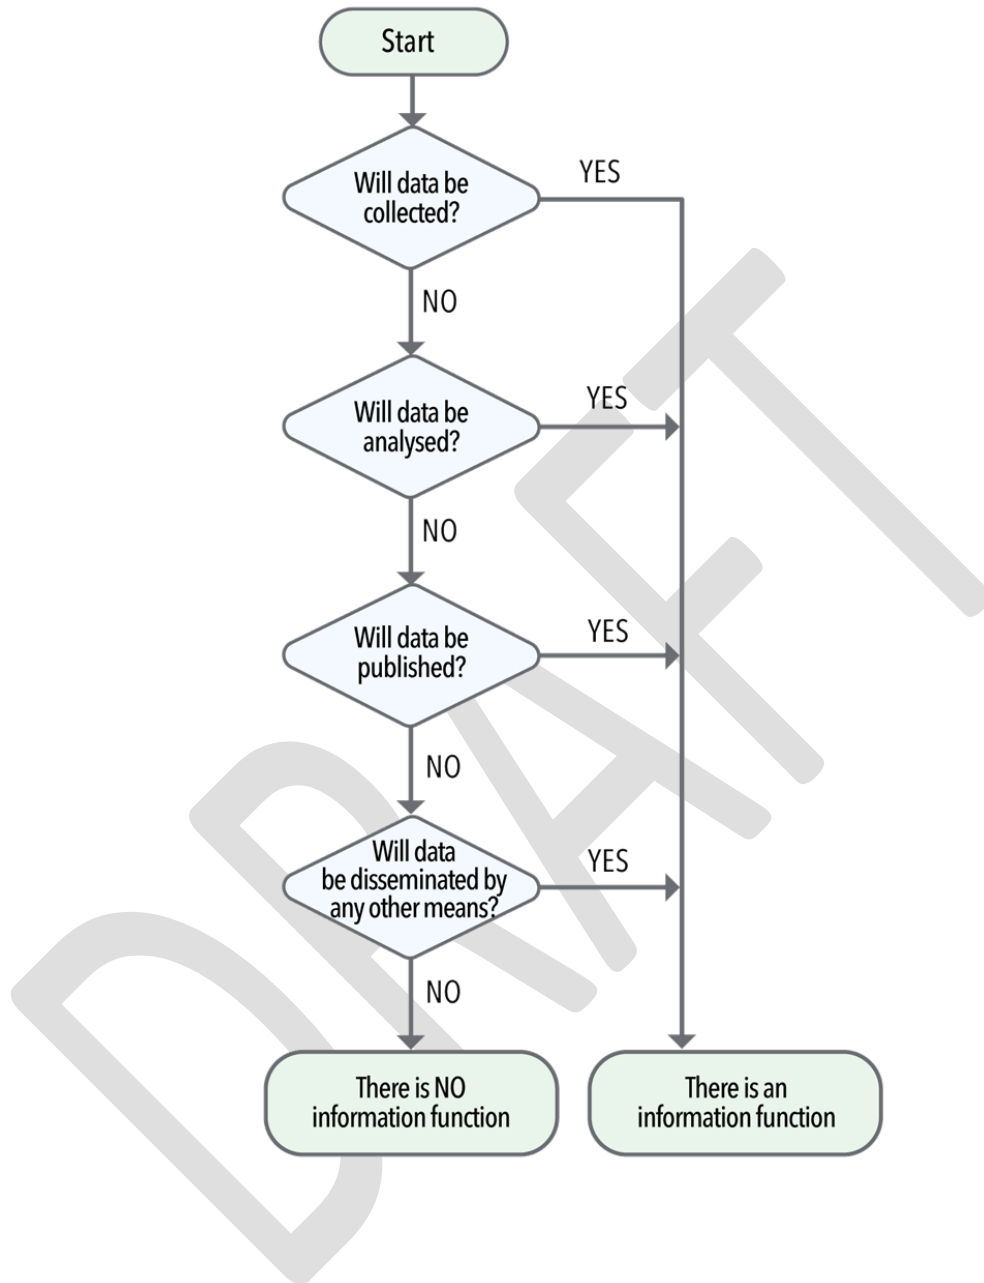 Start
Will data be
collected?
YES
NO
Will data be
analysed?
YES
NO
Will data be
published?
YES
NO
Will data
be disseminated by
any other means?
YES
NO
There is NO
information function
There is an
information function
DRAFT